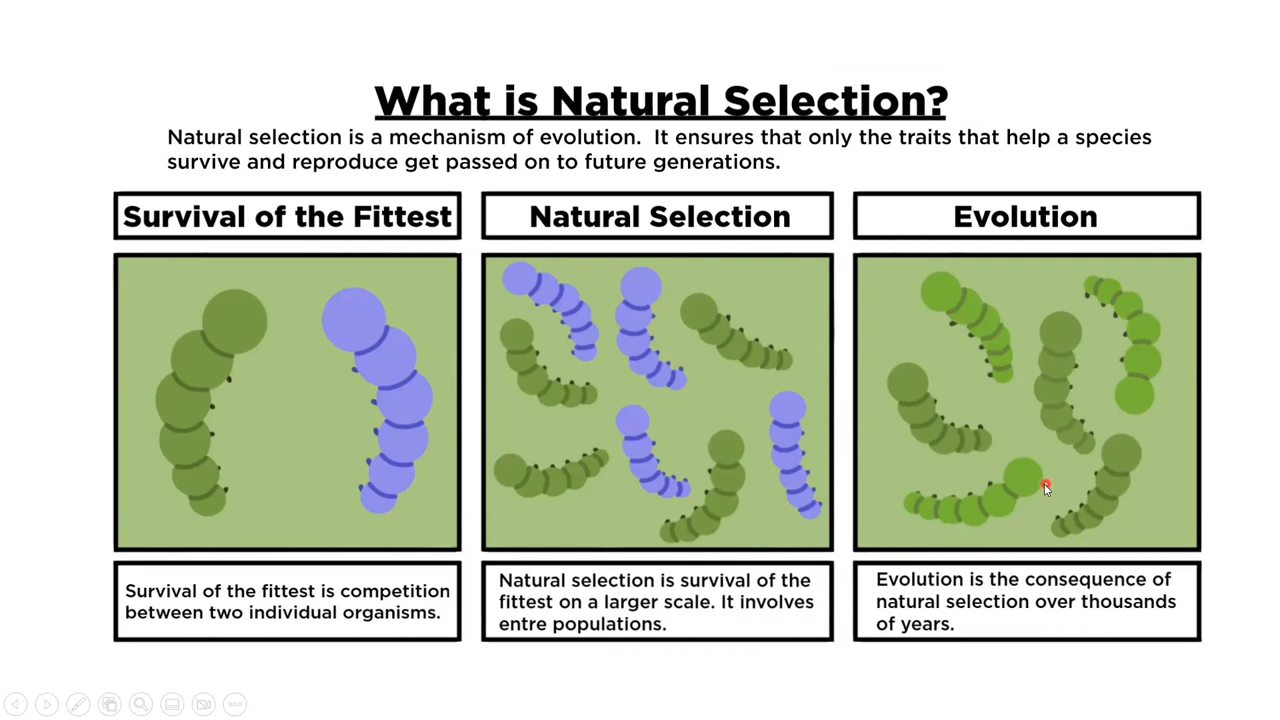 What is Natural Selection?
Natural selection is a mechanism of evolution.  It ensures that only the traits that help a species
survive and reproduce get passed on to future generations.
Survival of the Fittest
Natural Selection
Evolution
Survival of the fittest is competition
between two individual organisms.
Natural selection is survival of the
fittest on a larger scale. It involves
entre populations.
Evolution is the consequence of
natural selection over thousands
of years.